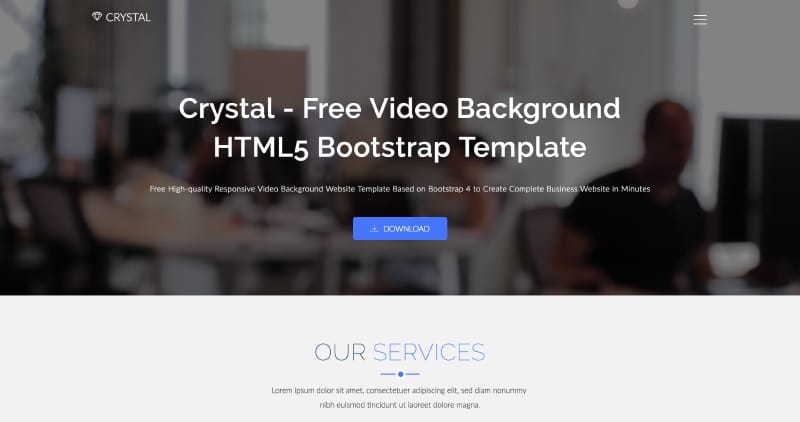 CRYSTAL
Crystal - Free Video Background
HTML5 Bootstrap Template
Free High-quality Responsive Video Background Website Template Based on Bootstrap 4 to Create Complete Business Website in Minutes
DOWNLOAD
OUR SERVICES
Lorem ipsum dolor sit amet, consectetuer adipiscing elit, sed diam nonummy
nibh euismod tincidunt ut laoreet dolore magna.